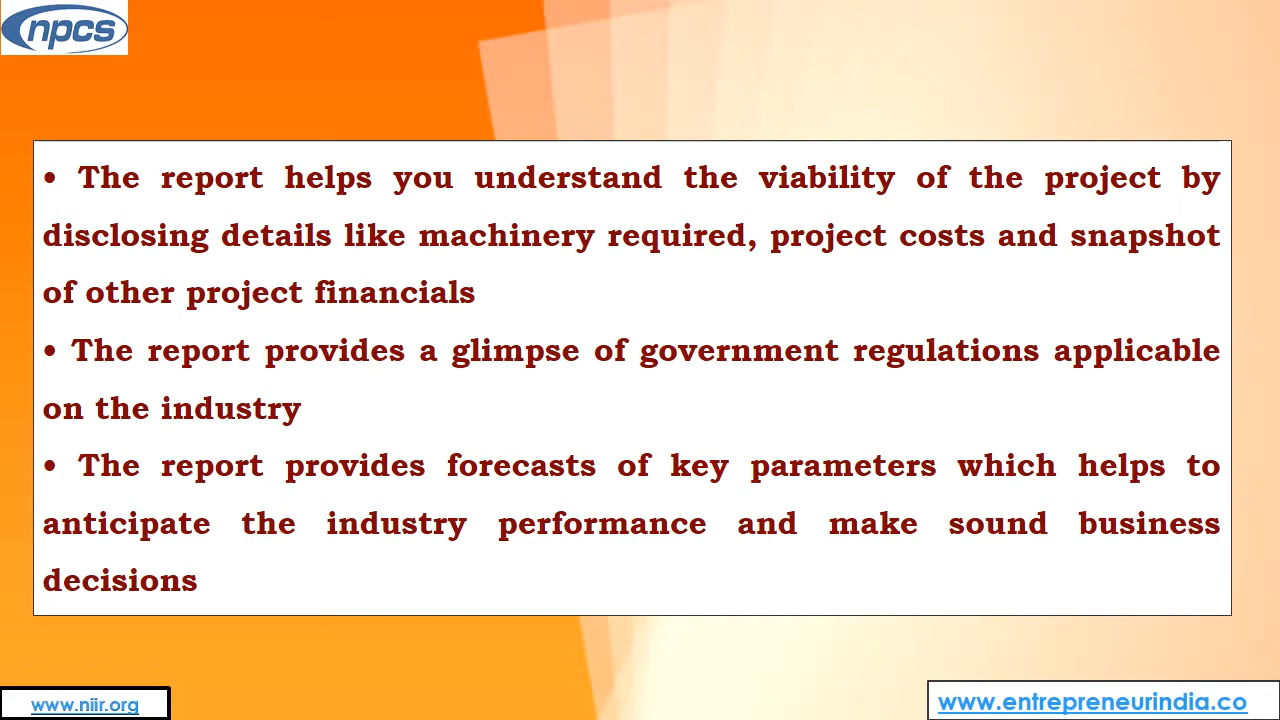 npcs
• The report helps you understand the viability of the project by
disclosing details like machinery required, project costs and snapshot
of other project financials
• The report provides a glimpse of government regulations applicable
on the industry
• The report provides forecasts of key parameters which helps to
anticipate the industry performance and make sound business
decisions
www.niir.org
www.entrepreneurindia.co